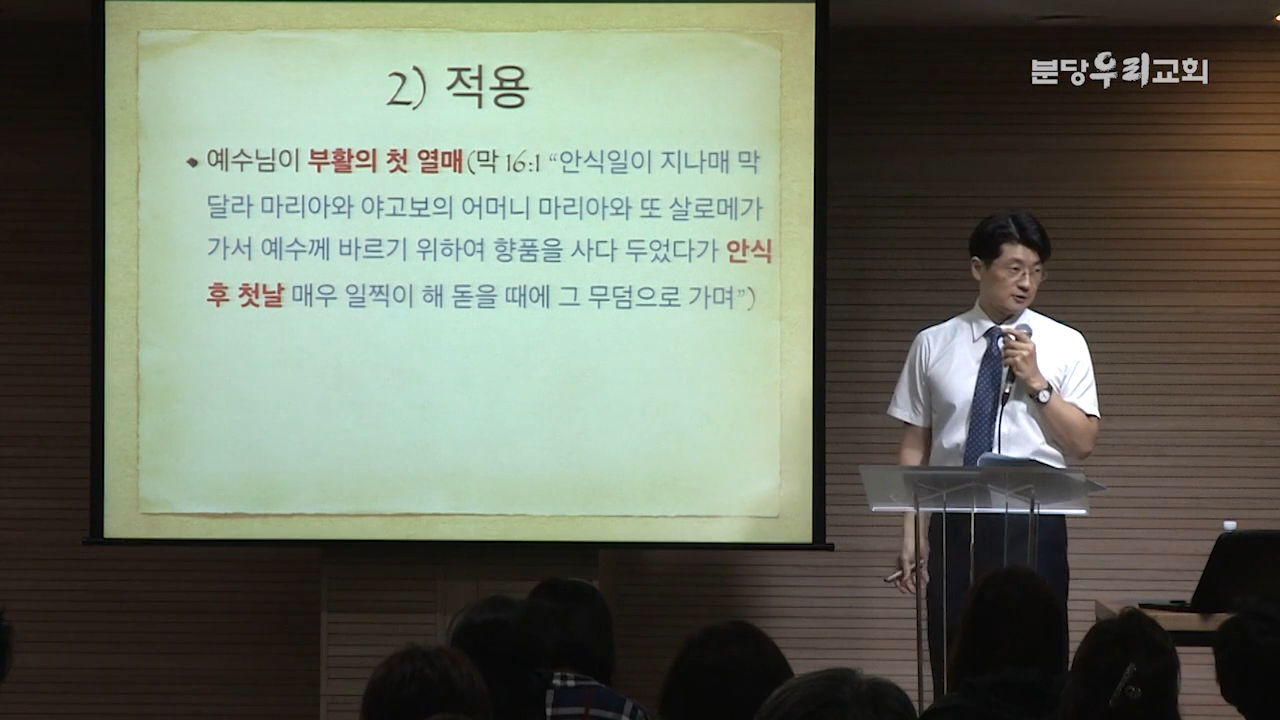 분당우리교회
2) 적용
예수님이 부활의 첫 열매(막 16:1 “안식일이 지나매 막
달라 마리아와 야고보의 어머니 마리아와 또 살로메가
가서 예수께 바르기 위하여 향품을 사다 두었다가 안식
후 첫날 매우 일찍이 해 돋을 때에 그 무덤으로 가며”)